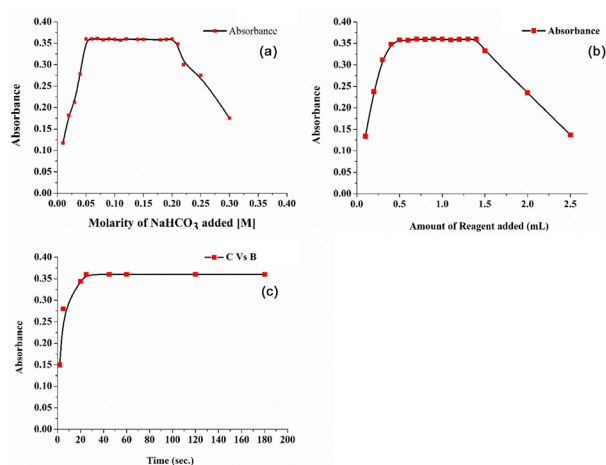 Absorbance
(a)
0.40
0.35
0.30
0.25
0.20
0.15
0.10
0.05
0.00
Absorbance
0.00 0.05 0.10 0.15 0.20 0.25 0.30 0.35 0.40
Molarity of NaHCO3 added [M]
Absorbance
(b)
0.40
0.35
0.30
0.25
0.20
0.15
0.10
0.05
0.00
Absorbance
0.0 0.5 1.0 1.5 2.0 2.5
Amount of Reagent added (mL)
C Vs B
(c)
0.40
0.35
0.30
0.25
0.20
0.15
0.10
0.05
0.00
Absorbance
0 20 40 60 80 100 120 140 160 180 200
Time (sec.)